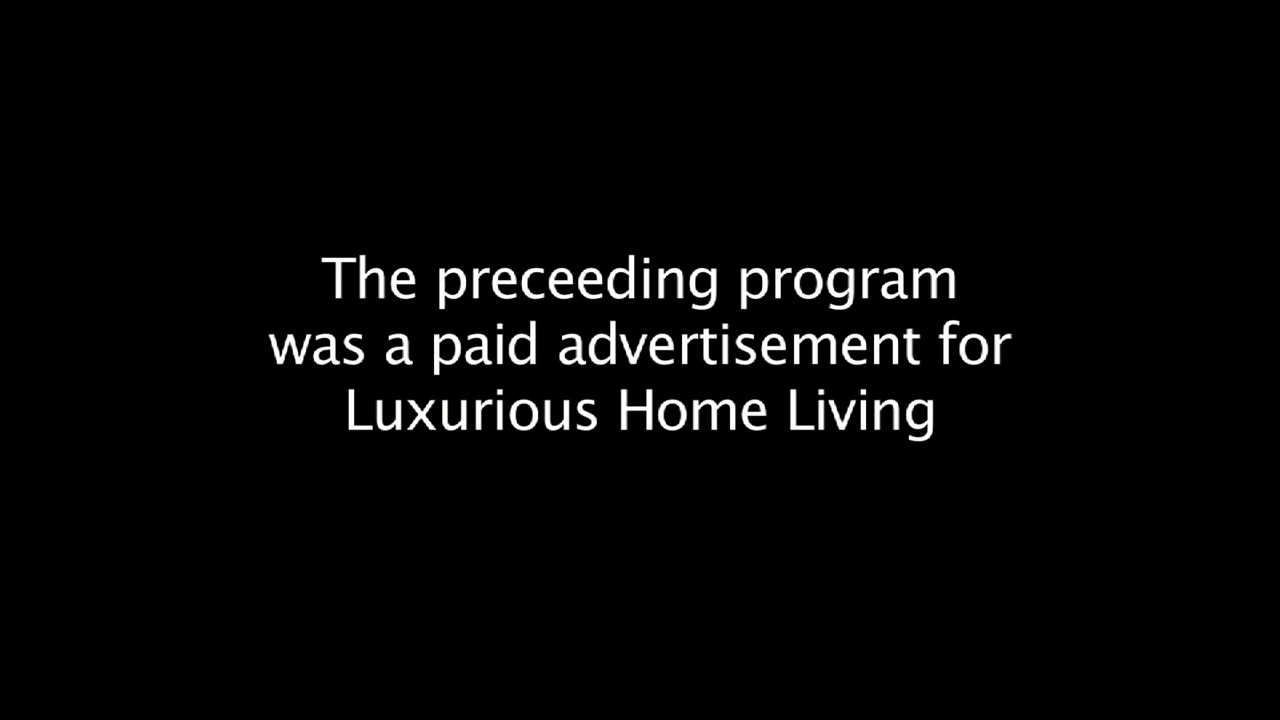 The preceeding program
was a paid advertisement for
Luxurious Home Living